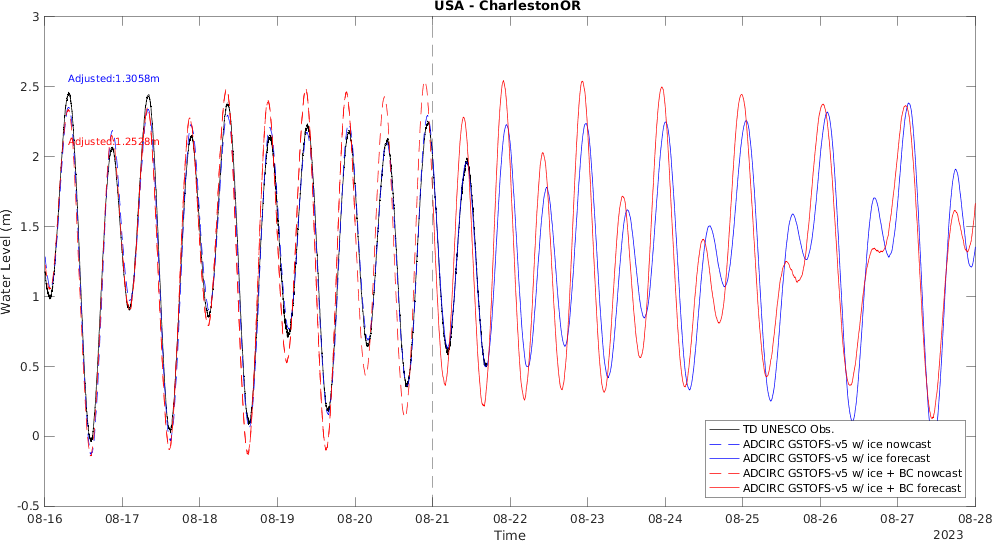 USA - CharlestonOR
3
2.5
2
1.5
1
0.5
0
-0.5
Water Level (m)
Adjusted:1.3058m
Adjusted:1.2528m
TD UNESCO Obs.
ADCIRC GSTOFS-v5 w/ ice nowcast
ADCIRC GSTOFS-v5 w/ ice forecast
ADCIRC GSTOFS-v5 w/ ice + BC nowcast
ADCIRC GSTOFS-v5 w/ ice + BC forecast
08-16 08-17 08-18 08-19 08-20 08-21 08-22 08-23 08-24 08-25 08-26 08-27 08-28
Time
2023